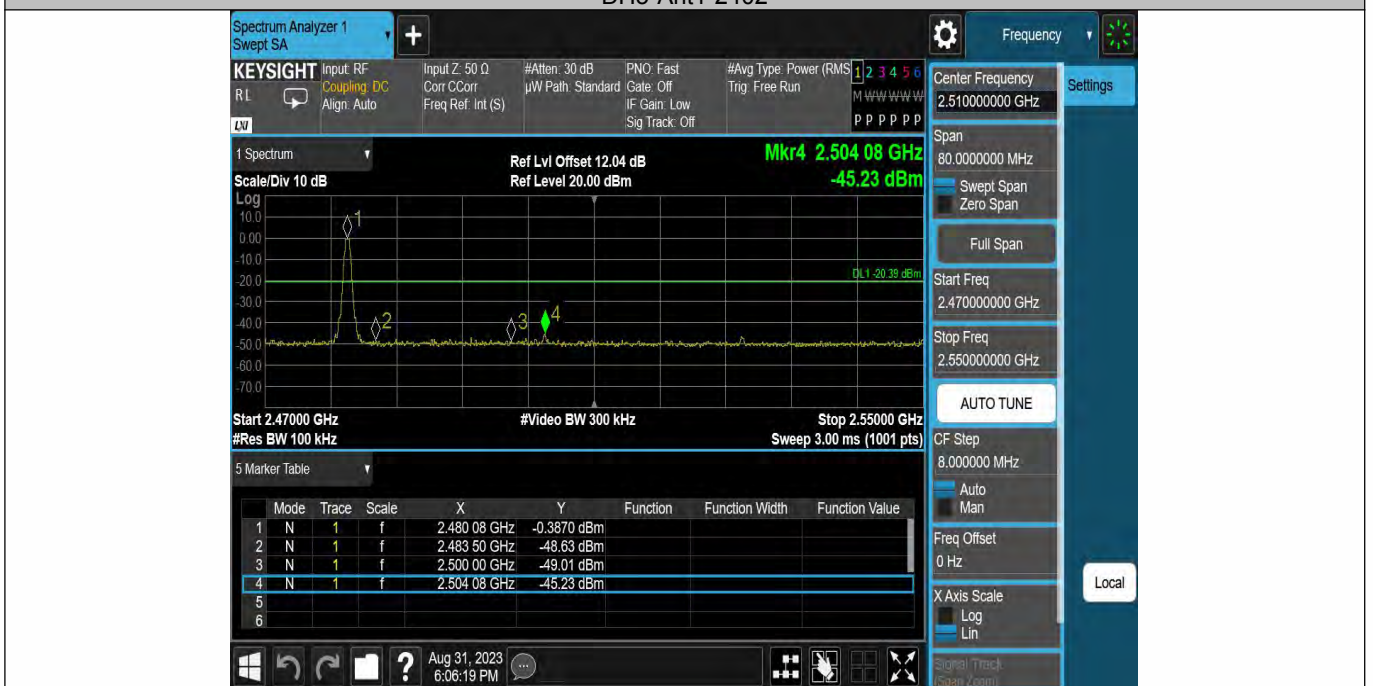 Spectrum Analyzer 1
Swept SA
Frequency
KEYSIGHT
RL
LXI
Input: RF
Coupling: DC
Align: Auto
Input Z: 50 Ω
Corr CCorr
Freq Ref: Int (S)
#Atten: 30 dB
µW Path: Standard
PNO: Fast
Gate: Off
IF Gain: Low
Sig Track: Off
#Avg Type: Power (RMS
Trig: Free Run
1 2 3 4 5 6
M W W W W W
P P P P P P
1 Spectrum
Scale/Div 10 dB
Ref Lvl Offset 12.04 dB
Ref Level 20.00 dBm
Mkr4 2.504 08 GHz
-45.23 dBm
Log
10.0
0.00
-10.0
-20.0
-30.0
-40.0
-50.0
-60.0
-70.0
1
2
3
4
DL1 -20.39 dBm
Start 2.47000 GHz
#Video BW 300 kHz
Stop 2.55000 GHz
#Res BW 100 kHz
Sweep 3.00 ms (1001 pts)
5 Marker Table
Mode Trace Scale X Y Function Function Width Function Value
1 N 1 f 2.480 08 GHz -0.3870 dBm
2 N 1 f 2.483 50 GHz -48.63 dBm
3 N 1 f 2.500 00 GHz -49.01 dBm
4 N 1 f 2.504 08 GHz -45.23 dBm
5
6
Aug 31, 2023
6:06:19 PM
Center Frequency
2.510000000 GHz
Settings
Span
80.0000000 MHz
Swept Span
Zero Span
Full Span
Start Freq
2.470000000 GHz
Stop Freq
2.550000000 GHz
AUTO TUNE
CF Step
8.000000 MHz
Auto
Man
Freq Offset
0 Hz
Local
X Axis Scale
Log
Lin
Signal Track
(Span Zoom)